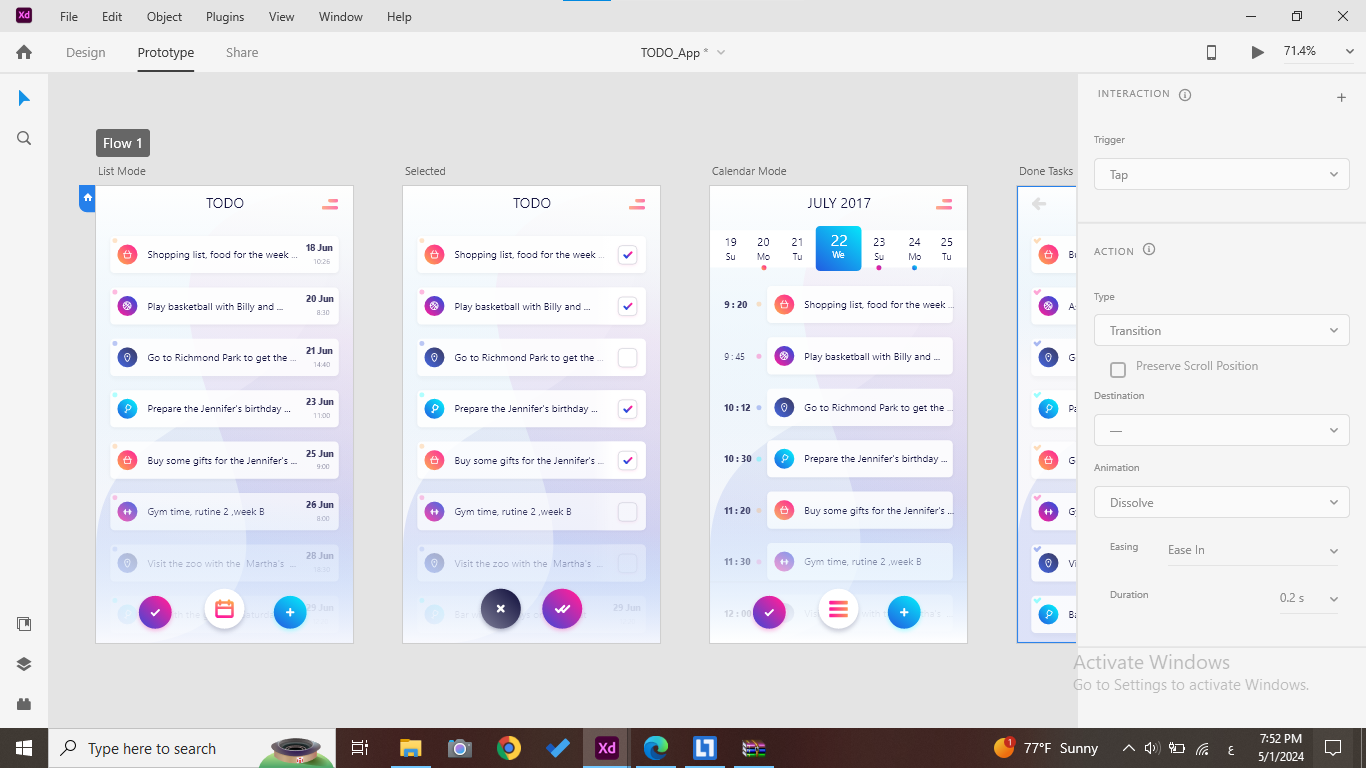 Xd File Edit Object Plugins View Window Help
Design Prototype Share TODO_App * 71.4%
Flow 1
List Mode
TODO
Shopping list, food for the week ... 18 Jun
10:26
Play basketball with Billy and ... 20 Jun
8:30
Go to Richmond Park to get the ... 21 Jun
14:40
Prepare the Jennifer's birthday ... 23 Jun
11:00
Buy some gifts for the Jennifer's ... 25 Jun
9:00
Gym time, rutine 2 ,week B 26 Jun
8:00
Visit the zoo with the Martha's ... 28 Jun
29 Jun
Selected
TODO
Shopping list, food for the week ...
Play basketball with Billy and ...
Go to Richmond Park to get the ...
Prepare the Jennifer's birthday ...
Buy some gifts for the Jennifer's ...
Gym time, rutine 2 ,week B
Visit the zoo with the Martha's ...
29 Jun
Calendar Mode
JULY 2017
19 20 21 22 23 24 25
Su Mo Tu We Su Mo Tu
9:20 Shopping list, food for the week ...
9:45 Play basketball with Billy and ...
10:12 Go to Richmond Park to get the ...
10:30 Prepare the Jennifer's birthday ...
11:20 Buy some gifts for the Jennifer's ...
11:30 Gym time, rutine 2 ,week B
12:00
Done Tasks
INTERACTION
Trigger
Tap
ACTION
Type
Transition
Preserve Scroll Position
Destination
—
Animation
Dissolve
Easing Ease In
Duration 0.2 s
Activate Windows
Go to Settings to activate Windows.
Type here to search
Xd
1
77°F Sunny
ع
7:52 PM
5/1/2024